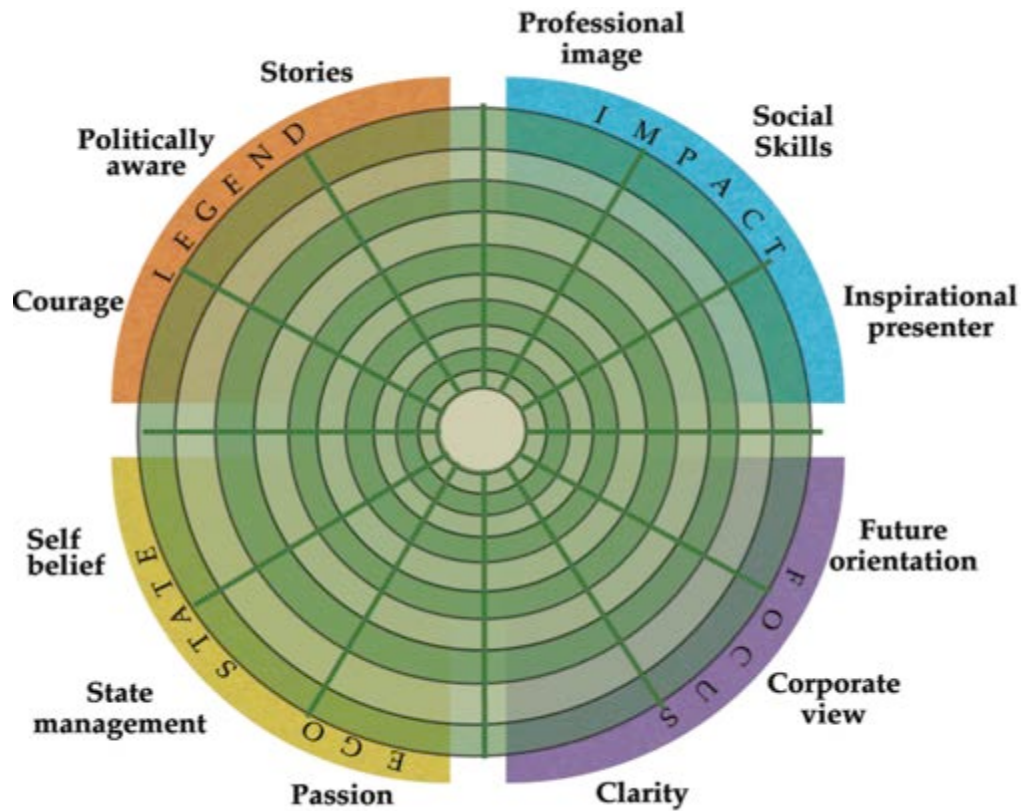 Professional
image
Stories
Social
Skills
Politically
aware
IMPACT
LEGEND
Courage
Inspirational
presenter
Self
belief
Future
orientation
EGO STATE
FOCUS
State
management
Corporate
view
Passion
Clarity